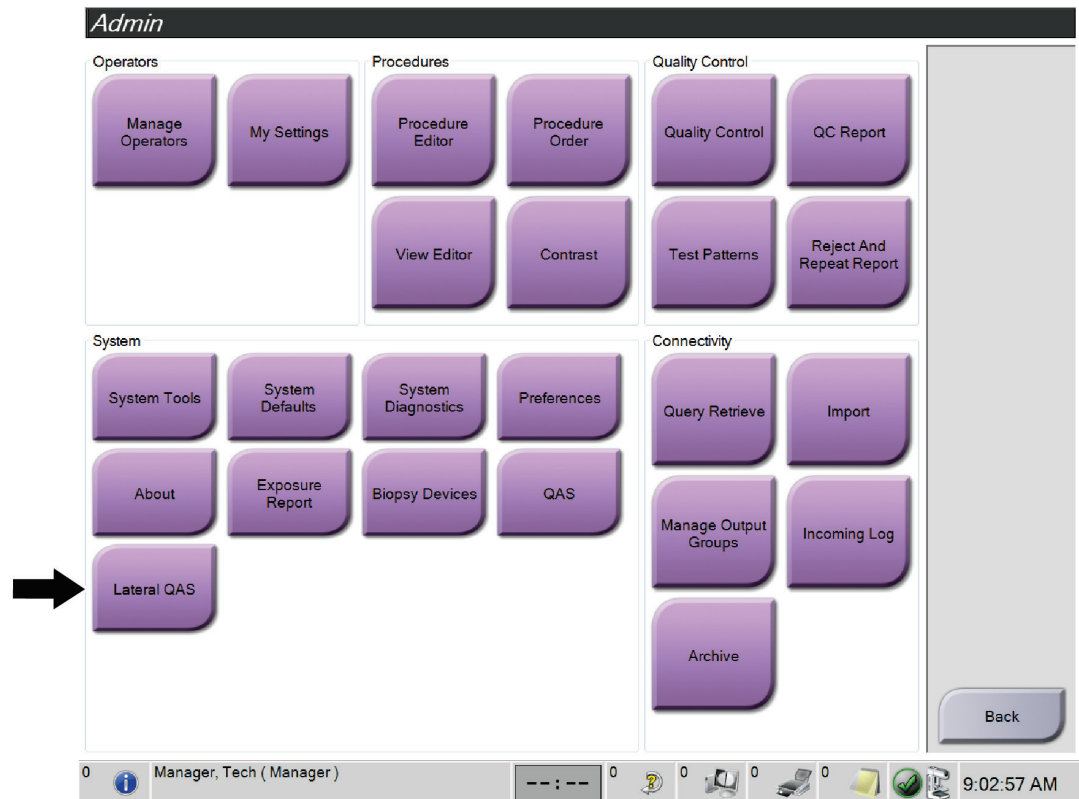 Admin
Operators
Manage
Operators
My Settings
Procedures
Procedure
Editor
Procedure
Order
View Editor
Contrast
Quality Control
Quality Control
QC Report
Test Patterns
Reject And
Repeat Report
System
System Tools
System
Defaults
System
Diagnostics
Preferences
About
Exposure
Report
Biopsy Devices
QAS
Lateral QAS
Connectivity
Query Retrieve
Import
Manage Output
Groups
Incoming Log
Archive
Back
0
Manager, Tech ( Manager )
--:--
0
0
0
0
9:02:57 AM